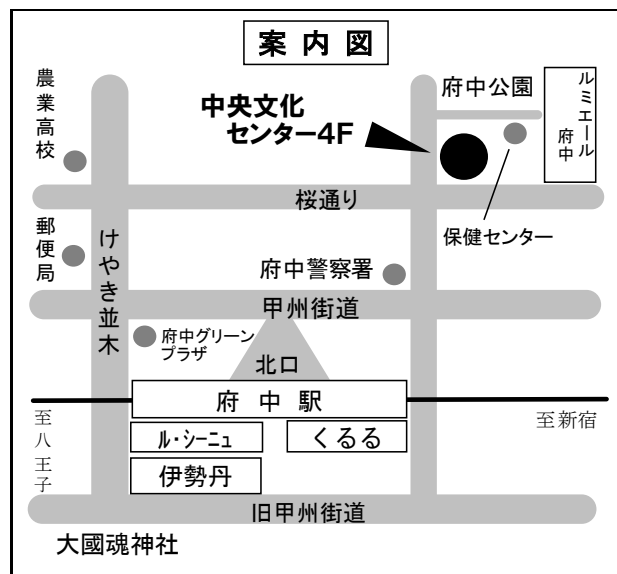 案内図
農業高校
中央文化
センター4F
府中公園
ルミエール
府中
桜通り
保健センター
郵便局
けやき並木
府中警察署
甲州街道
府中グリーン
プラザ
北口
府中駅
至八王子
至新宿
ル・シーニュ
くるる
伊勢丹
旧甲州街道
大國魂神社